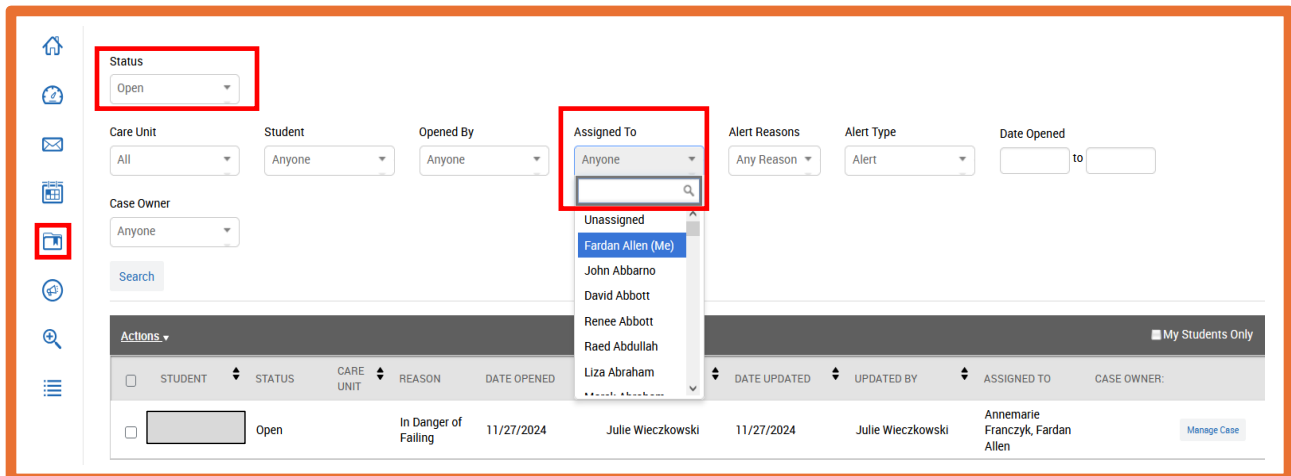 Status
Open
Care Unit Student Opened By Assigned To Alert Reasons Alert Type Date Opened
All Anyone Anyone Anyone Any Reason Alert to
Case Owner
Anyone
Unassigned
Fardan Allen (Me)
John Abbarno
David Abbott
Renee Abbott
Raed Abdullah
Liza Abraham
Search
Actions My Students Only
STUDENT STATUS CARE UNIT REASON DATE OPENED DATE UPDATED UPDATED BY ASSIGNED TO CASE OWNER:
Open In Danger of Failing 11/27/2024 Julie Wieczkowski 11/27/2024 Julie Wieczkowski Annemarie Franczyk, Fardan Allen Manage Case